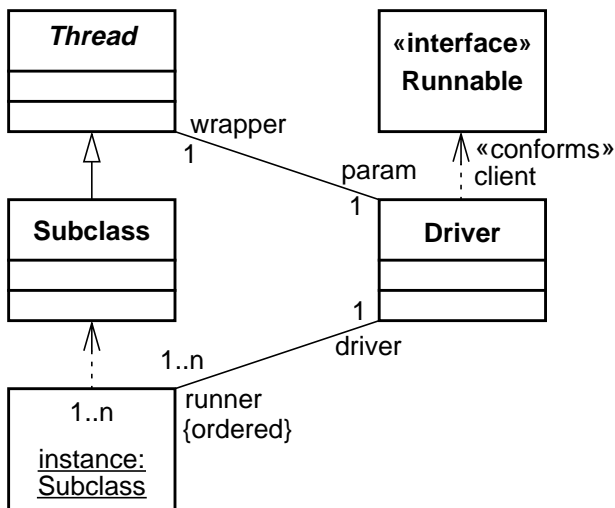 Thread
«interface»
Runnable
wrapper
1
«conforms»
client
param
1
Subclass
Driver
1
driver
1..n
runner
{ordered}
1..n
instance:
Subclass